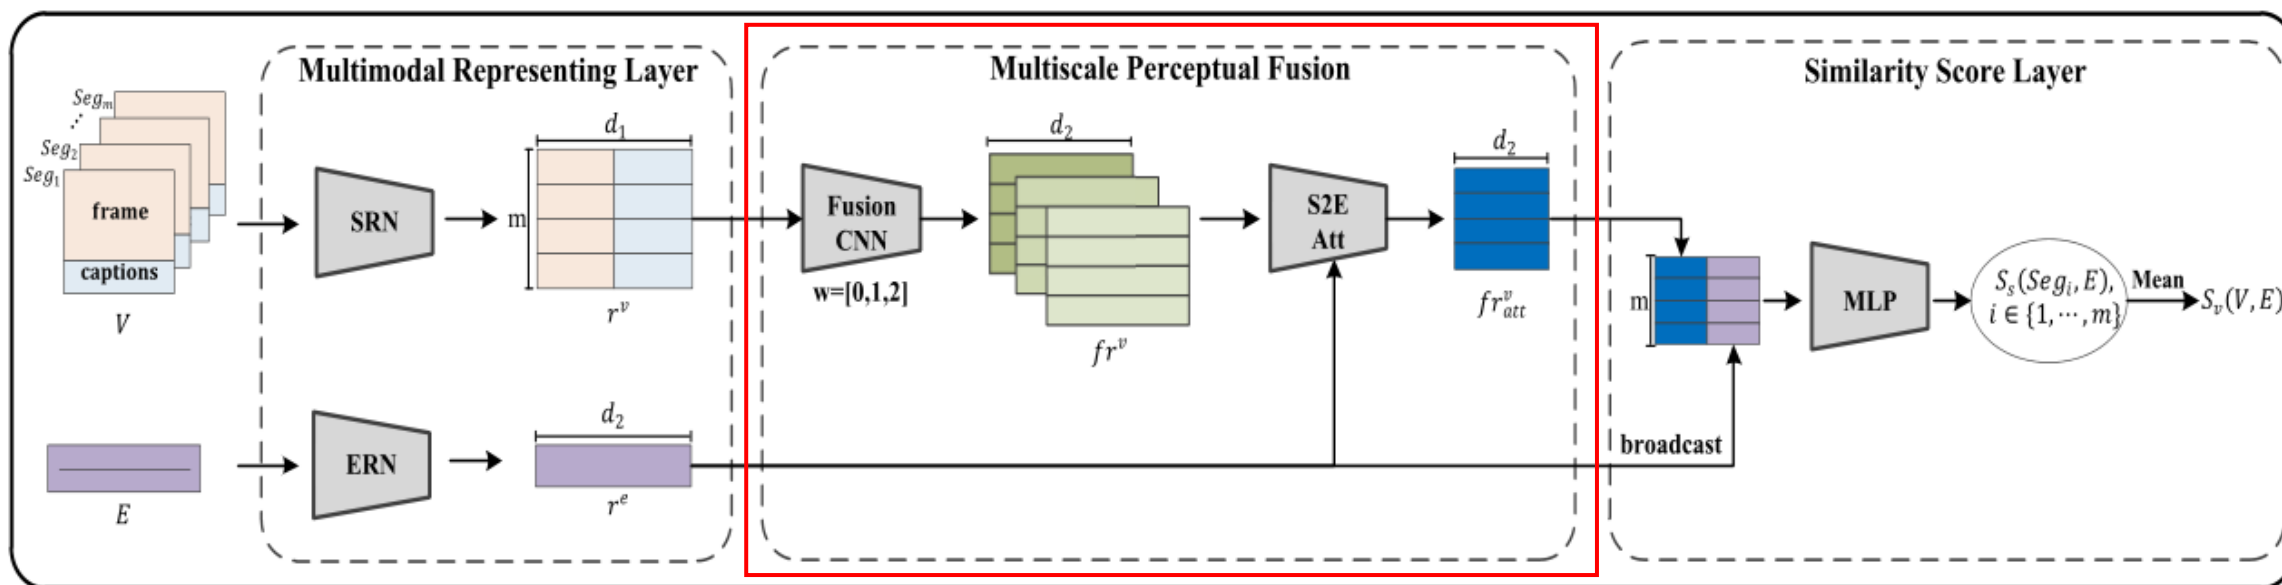 Multimodal Representing Layer
Multiscale Perceptual Fusion
Similarity Score Layer
Seg_m
⋰
Seg_2
Seg_1
frame
captions
V
SRN
d_1
m
r^v
Fusion
CNN
w=[0,1,2]
d_2
fr^v
S2E
Att
d_2
fr^v_att
m
MLP
S_s(Seg_i, E),
i ∈ {1, ⋯, m}
Mean
S_v(V, E)
E
ERN
d_2
r^e
broadcast